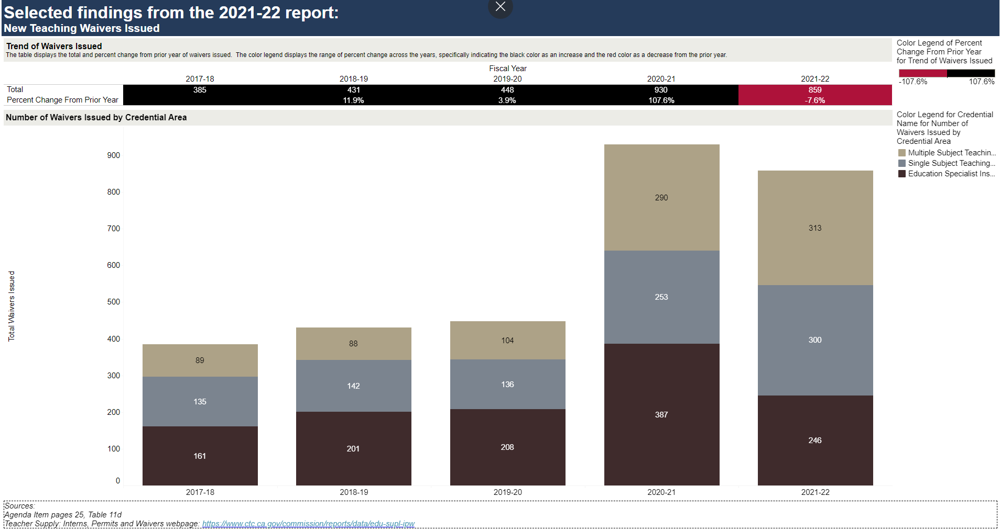 Selected findings from the 2021-22 report:
New Teaching Waivers Issued
Trend of Waivers Issued
The table displays the total and percent change from prior year of waivers issued.  The color legend displays the range of percent change across the years, specifically indicating the black color as an increase and the red color as a decrease from the prior year.
Fiscal Year
2017-18 2018-19 2019-20 2020-21 2021-22
Total 385 431 448 930 859
Percent Change From Prior Year 11.9% 3.9% 107.6% -7.6%
Color Legend of Percent
Change From Prior Year
for Trend of Waivers Issued
-107.6% 107.6%
Number of Waivers Issued by Credential Area
Color Legend for Credential
Name for Number of
Waivers Issued by
Credential Area
Multiple Subject Teachin...
Single Subject Teaching...
Education Specialist Ins...
Total Waivers Issued
900
800
700
600
500
400
300
200
100
0
89
135
161
88
142
201
104
136
208
290
253
387
313
300
246
2017-18 2018-19 2019-20 2020-21 2021-22
Sources:
Agenda Item pages 25, Table 11d
Teacher Supply: Interns, Permits and Waivers webpage: https://www.ctc.ca.gov/commission/reports/data/edu-supl-ipw